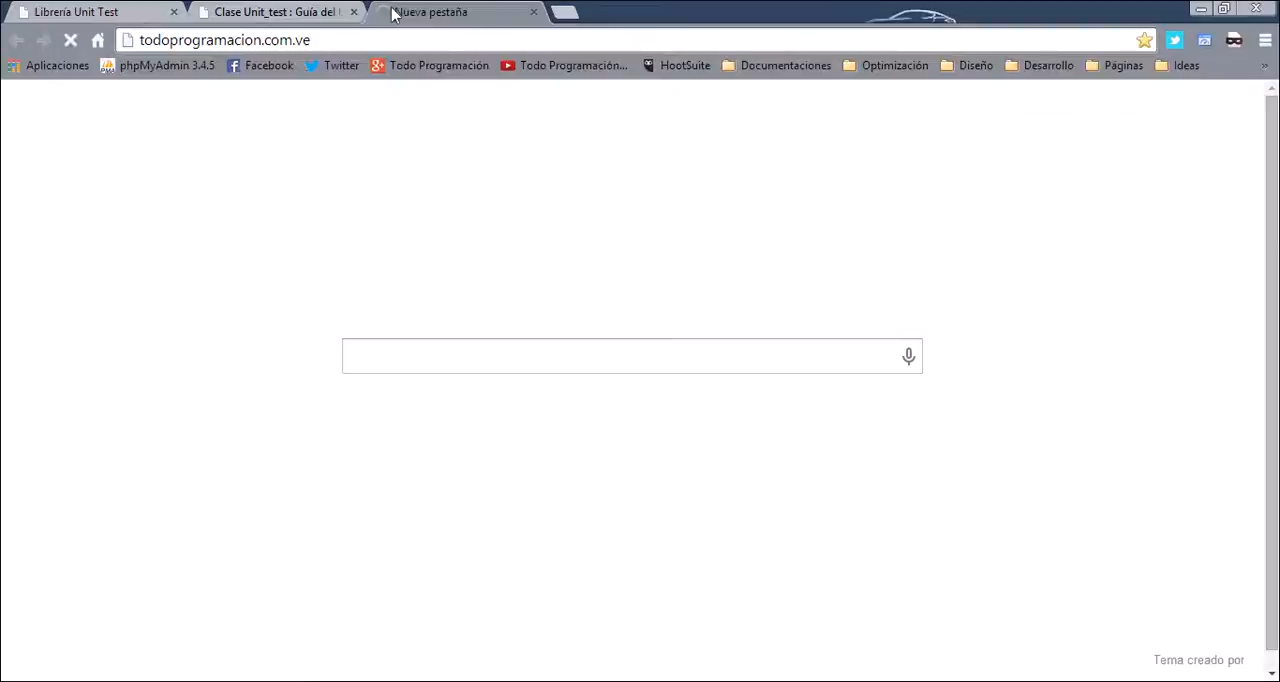 Librería Unit Test
Clase Unit_test : Guía del
Nueva pestaña
todoprogramacion.com.ve
Aplicaciones phpMyAdmin 3.4.5 Facebook Twitter Todo Programación Todo Programación... HootSuite Documentaciones Optimización Diseño Desarrollo Páginas Ideas »
Tema creado por